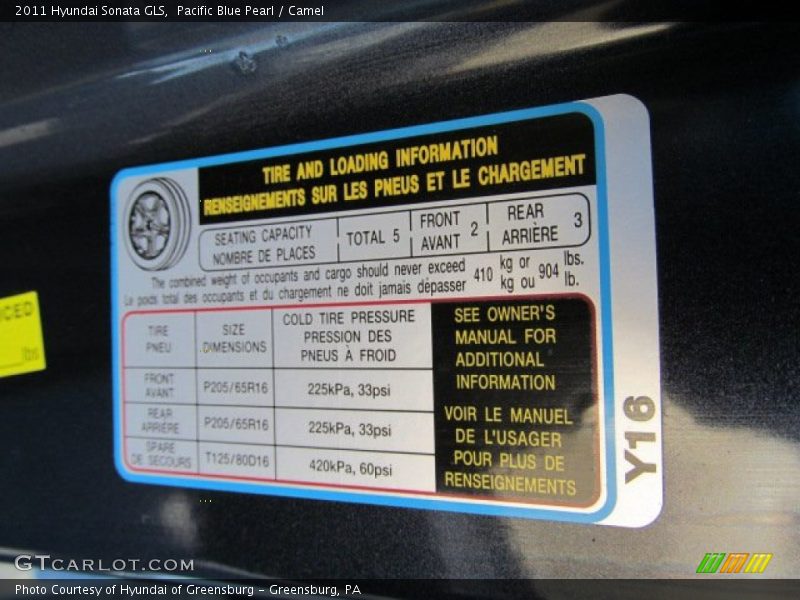 2011 Hyundai Sonata GLS, Pacific Blue Pearl / Camel
TIRE AND LOADING INFORMATION
RENSEIGNEMENTS SUR LES PNEUS ET LE CHARGEMENT
SEATING CAPACITY
NOMBRE DE PLACES
TOTAL 5
FRONT
AVANT 2
REAR
ARRIÈRE 3
The combined weight of occupants and cargo should never exceed 410 kg or 904 lbs.
Le poids total des occupants et du chargement ne doit jamais dépasser kg ou lb.
TIRE
PNEU
SIZE
DIMENSIONS
COLD TIRE PRESSURE
PRESSION DES
PNEUS À FROID
FRONT
AVANT
P205/65R16
225kPa, 33psi
REAR
ARRIÈRE
P205/65R16
225kPa, 33psi
SPARE
DE SECOURS
T125/80D16
420kPa, 60psi
SEE OWNER'S
MANUAL FOR
ADDITIONAL
INFORMATION
VOIR LE MANUEL
DE L'USAGER
POUR PLUS DE
RENSEIGNEMENTS
Y16
lbs
GTCARLOT.COM
Photo Courtesy of Hyundai of Greensburg - Greensburg, PA